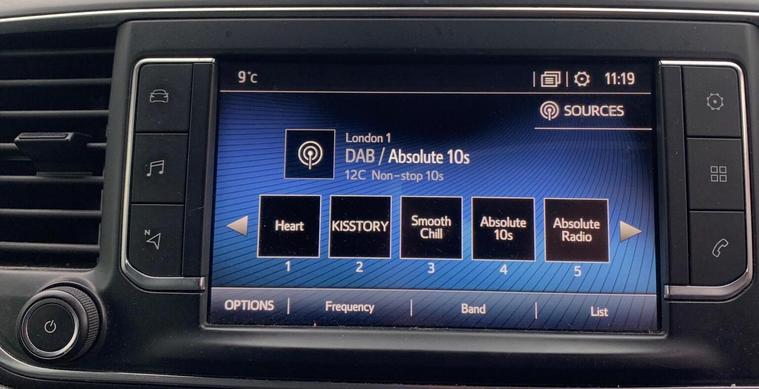 9°c
11:19
SOURCES
London 1
DAB / Absolute 10s
12C Non-stop 10s
Heart
KISSTORY
Smooth
Chill
Absolute
10s
Absolute
Radio
1
2
3
4
5
OPTIONS
Frequency
Band
List
N